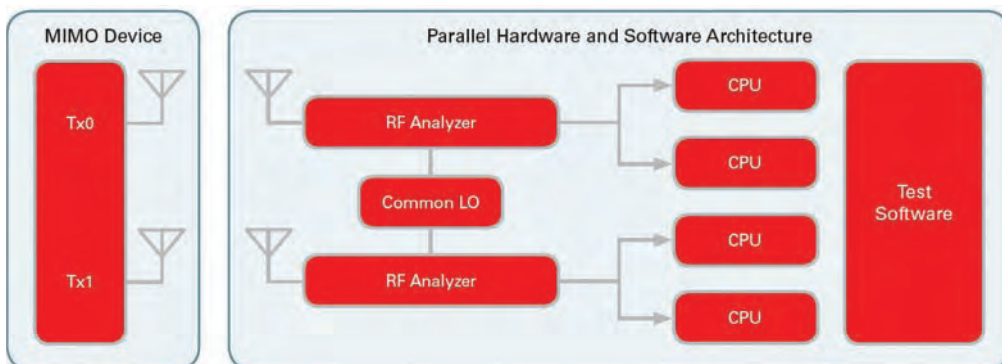 MIMO Device
Tx0
Tx1
Parallel Hardware and Software Architecture
RF Analyzer
Common LO
RF Analyzer
CPU
CPU
CPU
CPU
Test
Software